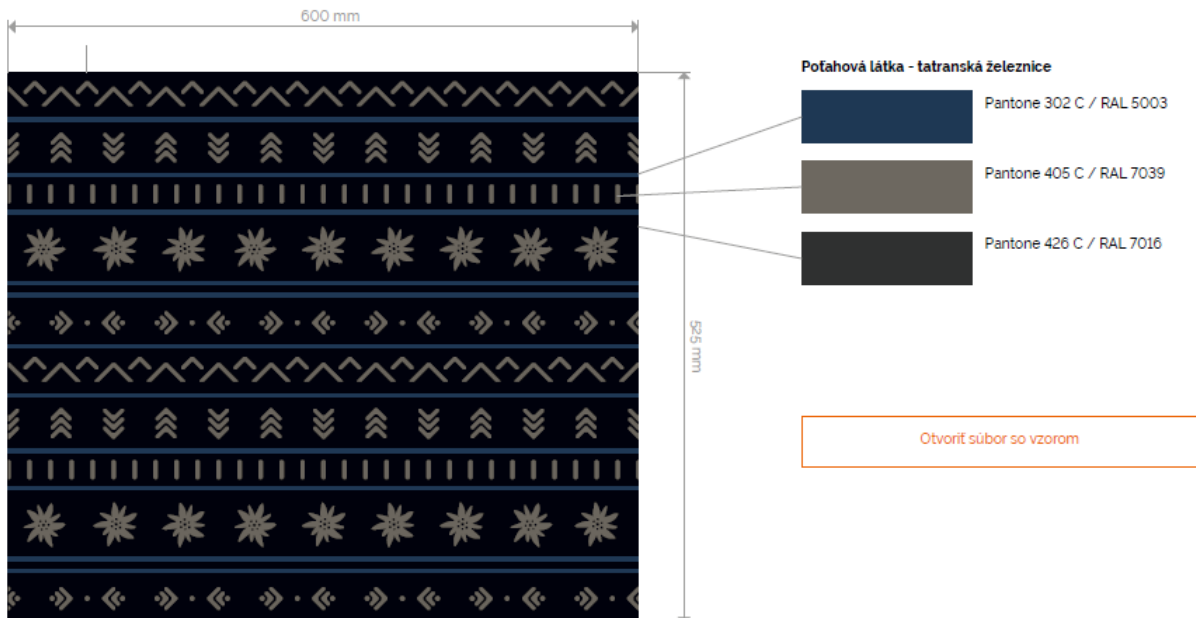 600 mm
Poťahová látka - tatranská železnice
Pantone 302 C / RAL 5003
Pantone 405 C / RAL 7039
Pantone 426 C / RAL 7016
525 mm
Otvoriť súbor so vzorom